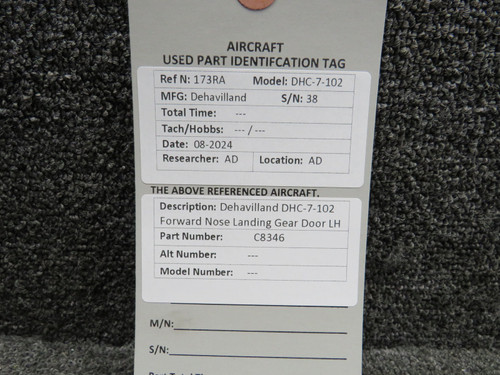 AIRCRAFT
USED PART IDENTIFCATION TAG
Ref N: 173RA Model: DHC-7-102
MFG: Dehavilland S/N: 38
Total Time: ---
Tach/Hobbs: --- / ---
Date: 08-2024
Researcher: AD Location: AD
THE ABOVE REFERENCED AIRCRAFT.
Description: Dehavilland DHC-7-102
Forward Nose Landing Gear Door LH
Part Number: C8346
Alt Number: ---
Model Number: ---
M/N:
S/N: